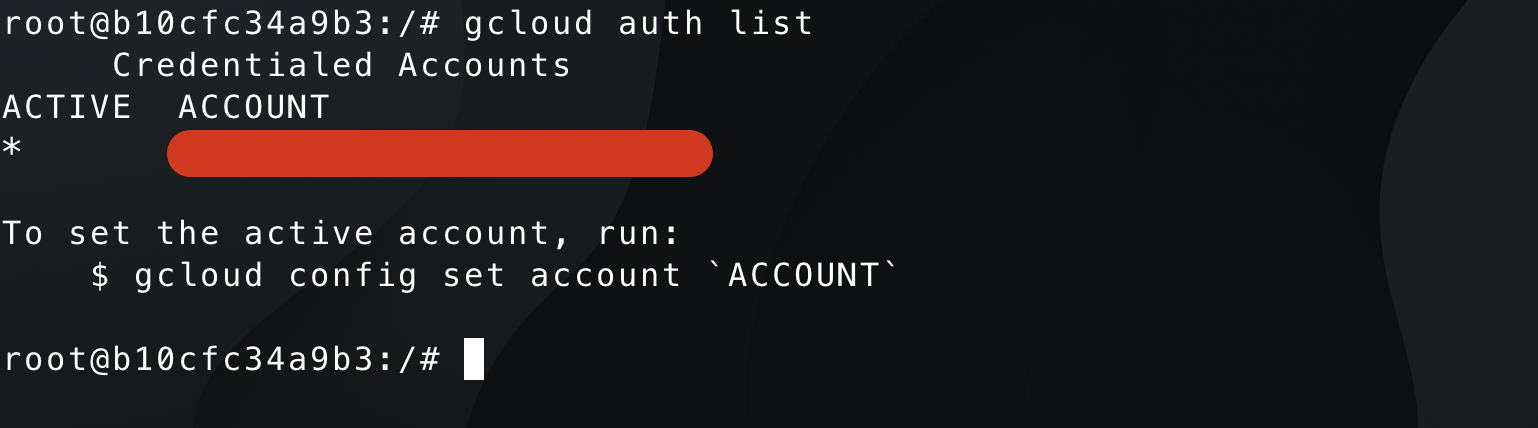 root@b10cfc34a9b3:/# gcloud auth list
Credentialed Accounts
ACTIVE  ACCOUNT
*
To set the active account, run:
$ gcloud config set account `ACCOUNT`
root@b10cfc34a9b3:/#